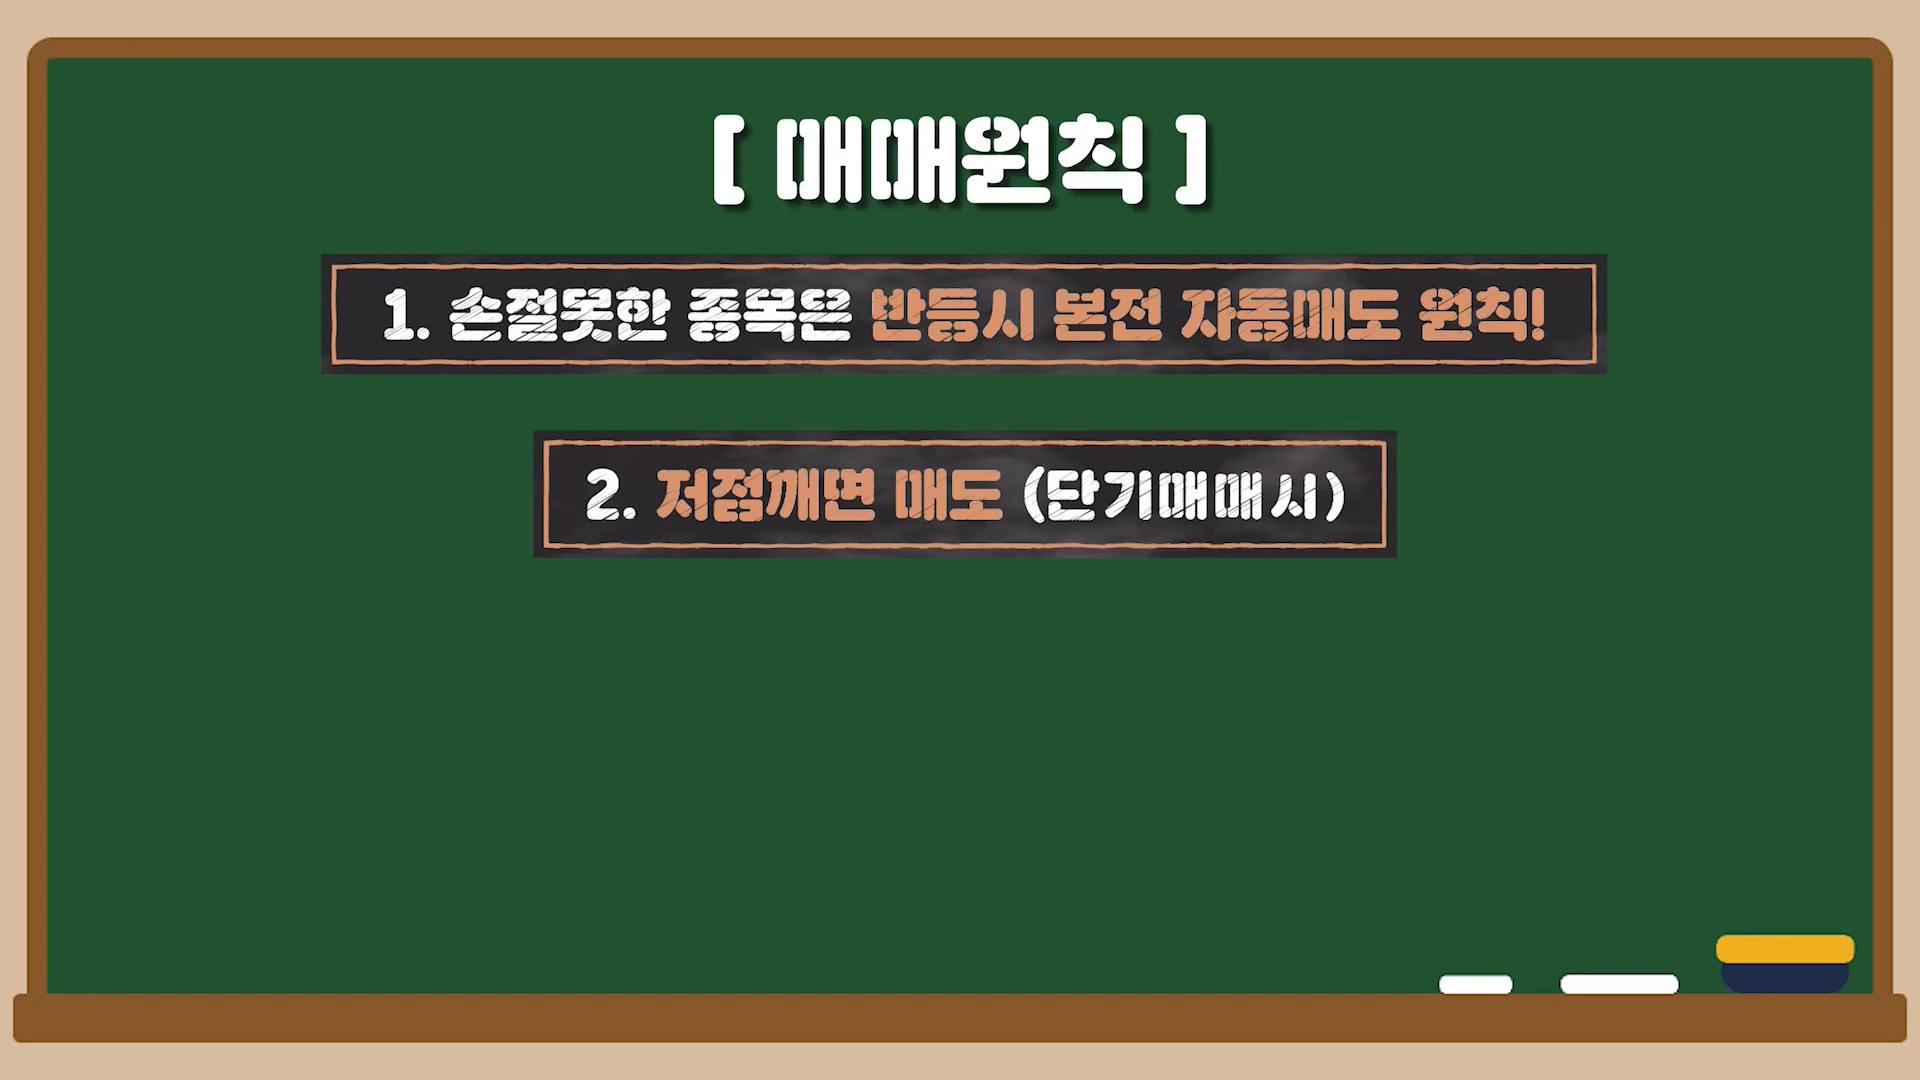 [ 매매원칙 ]
1. 손절못한 종목은 반등시 본전 자동매도 원칙!
2. 저점깨면 매도 (단기매매시)